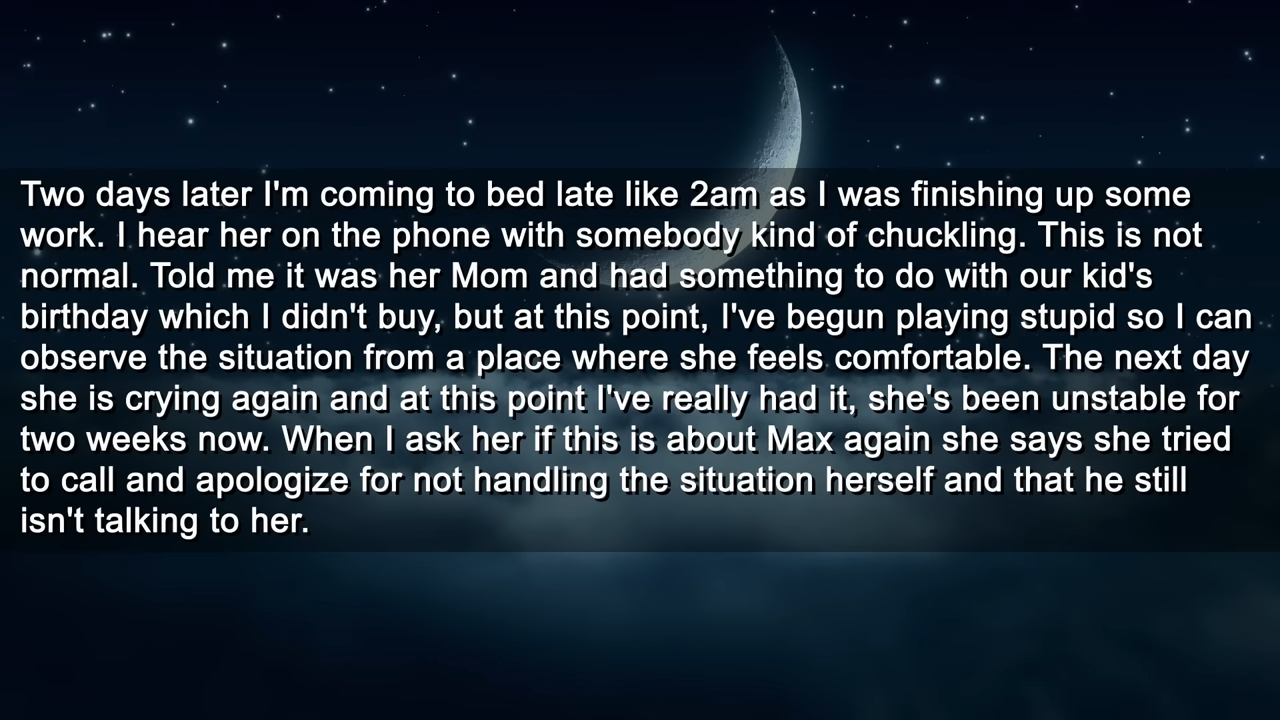 Two days later I'm coming to bed late like 2am as I was finishing up some
work. I hear her on the phone with somebody kind of chuckling. This is not
normal. Told me it was her Mom and had something to do with our kid's
birthday which I didn't buy, but at this point, I've begun playing stupid so I can
observe the situation from a place where she feels comfortable. The next day
she is crying again and at this point I've really had it, she's been unstable for
two weeks now. When I ask her if this is about Max again she says she tried
to call and apologize for not handling the situation herself and that he still
isn't talking to her.